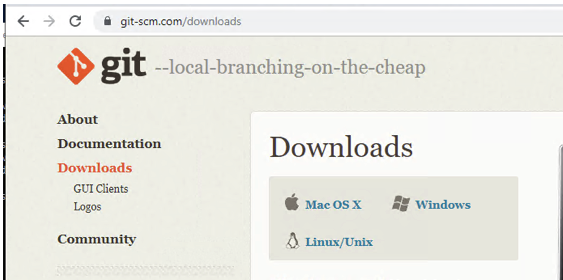 git-scm.com/downloads
git --local-branching-on-the-cheap
About
Documentation
Downloads
GUI Clients
Logos
Community
Downloads
Mac OS X
Windows
Linux/Unix